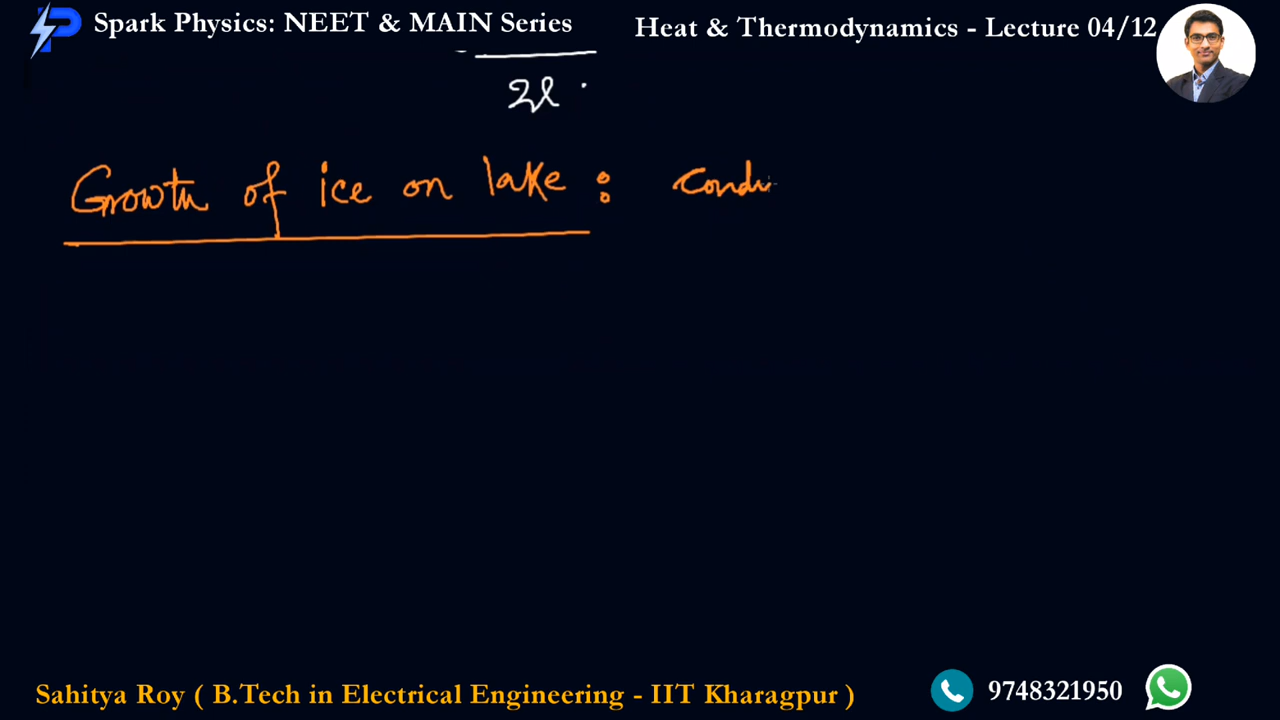 Spark Physics: NEET & MAIN Series
Heat & Thermodynamics - Lecture 04/12
2l
Growth of ice on lake : Condu
Sahitya Roy ( B.Tech in Electrical Engineering - IIT Kharagpur )
9748321950